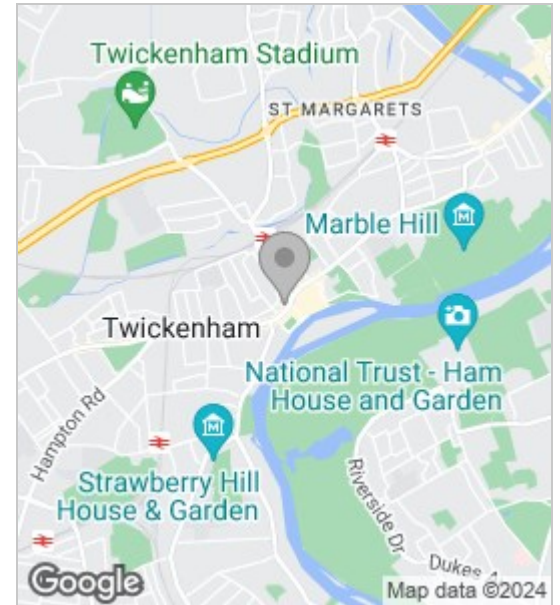 Twickenham Stadium
ST MARGARETS
Marble Hill
Twickenham
National Trust - Ham
House and Garden
Hampton Rd
Strawberry Hill
House & Garden
Riverside Dr
Dukes A
Google
Map data ©2024